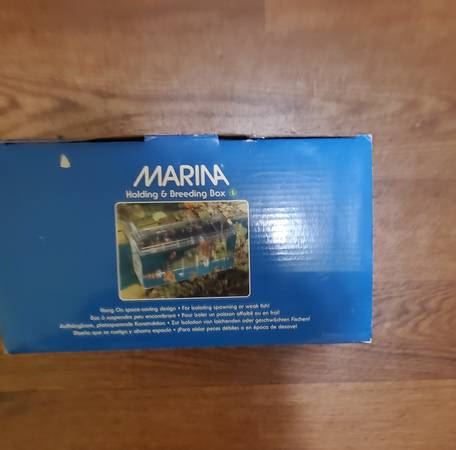 MARINA®
Holding & Breeding Box L
Hang On space-saving design • For isolating spawning or weak fish!
Bac à suspendre peu encombrant • Pour isoler un poisson affaibli ou en frai!
Aufhängbare, platzsparende Konstruktion • Zur Isolation von laichenden oder geschwächten Fischen!
Diseño que se cuelga y ahorra espacio • ¡Para aislar peces débiles o en época de desove!